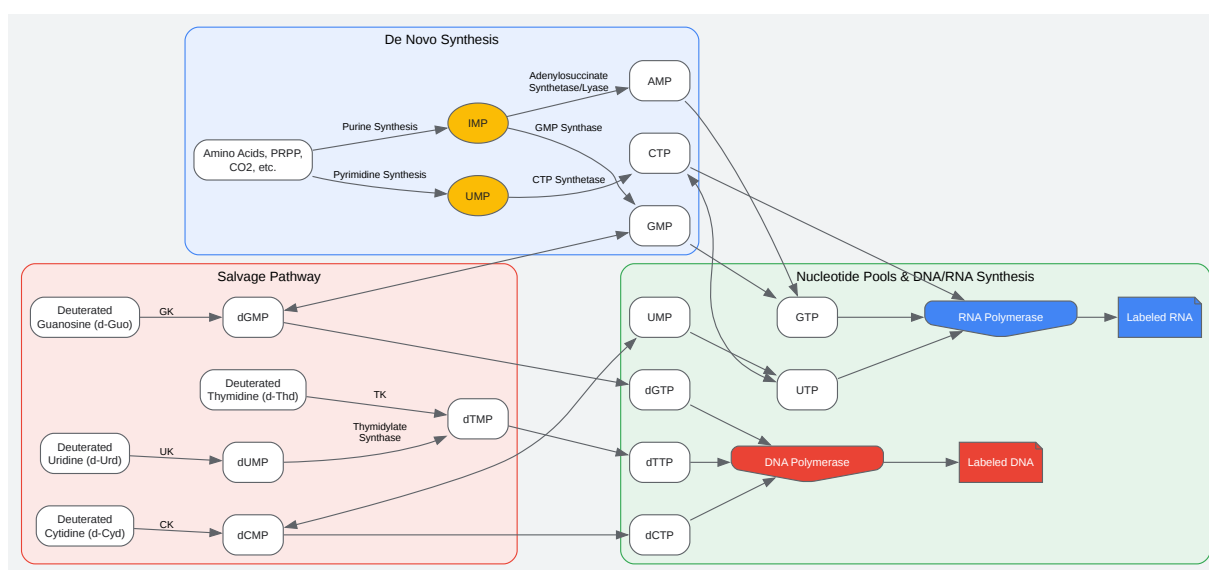 De Novo Synthesis
Adenylosuccinate
Synthetase/Lyase
AMP
Purine Synthesis
IMP
GMP Synthase
Amino Acids, PRPP,
CO2, etc.
CTP
Pyrimidine Synthesis
UMP
CTP Synthetase
GMP
Salvage Pathway
Deuterated
Guanosine (d-Guo)
GK
dGMP
Deuterated
Thymidine (d-Thd)
TK
dTMP
Thymidylate
Synthase
Deuterated
Uridine (d-Urd)
UK
dUMP
Deuterated
Cytidine (d-Cyd)
CK
dCMP
Nucleotide Pools & DNA/RNA Synthesis
UMP
GTP
RNA Polymerase
Labeled RNA
dGTP
UTP
dTTP
DNA Polymerase
Labeled DNA
dCTP